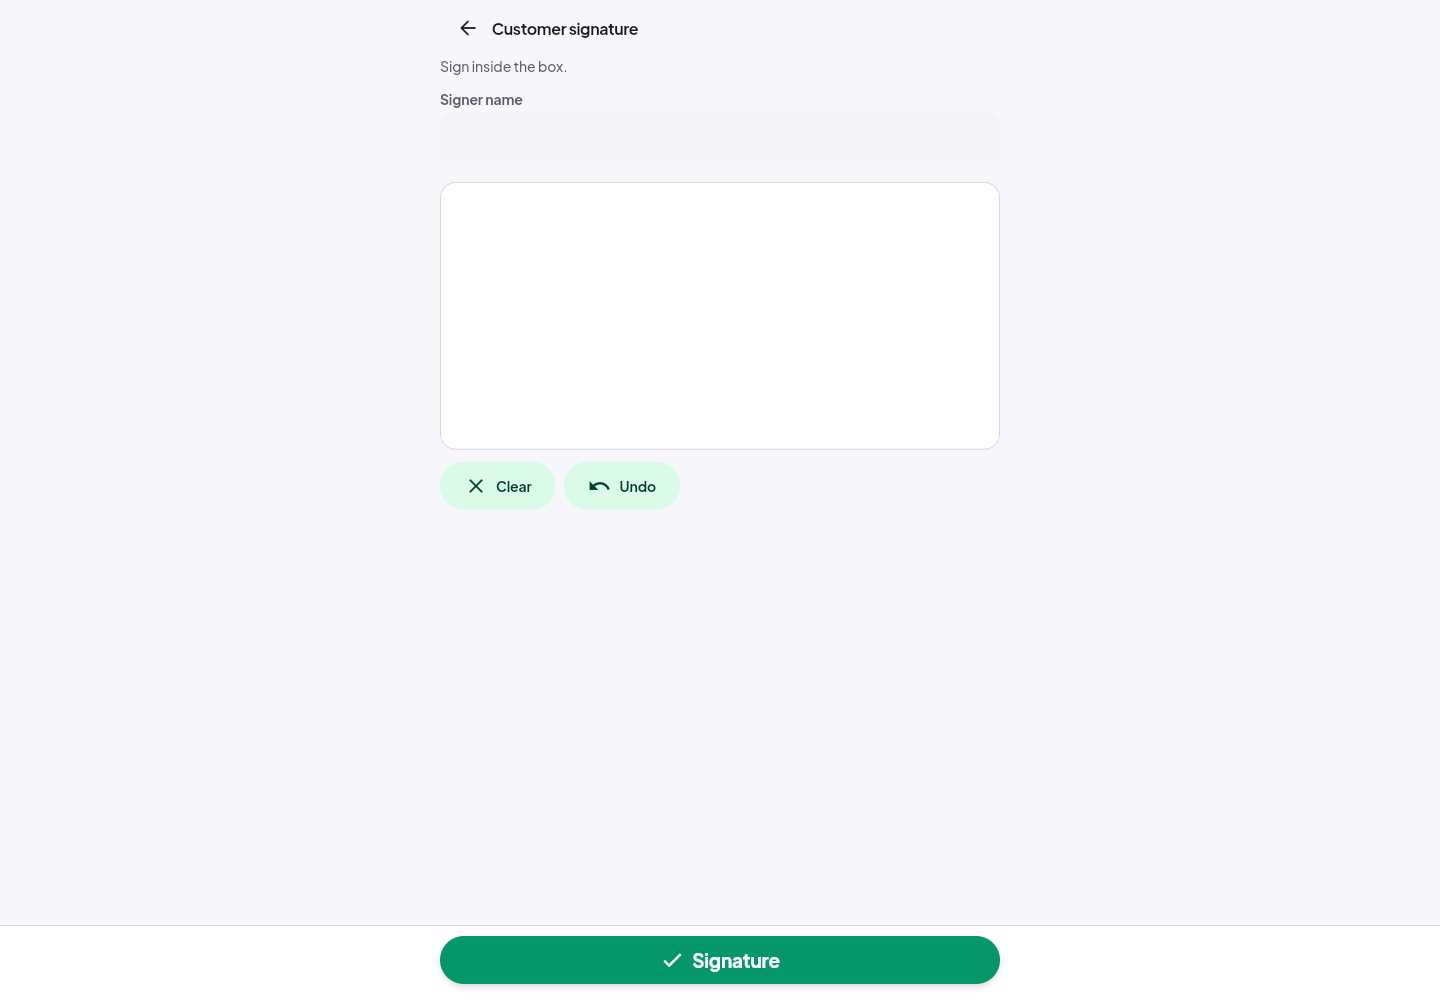 Customer signature
Sign inside the box.
Signer name
Clear
Undo
Signature